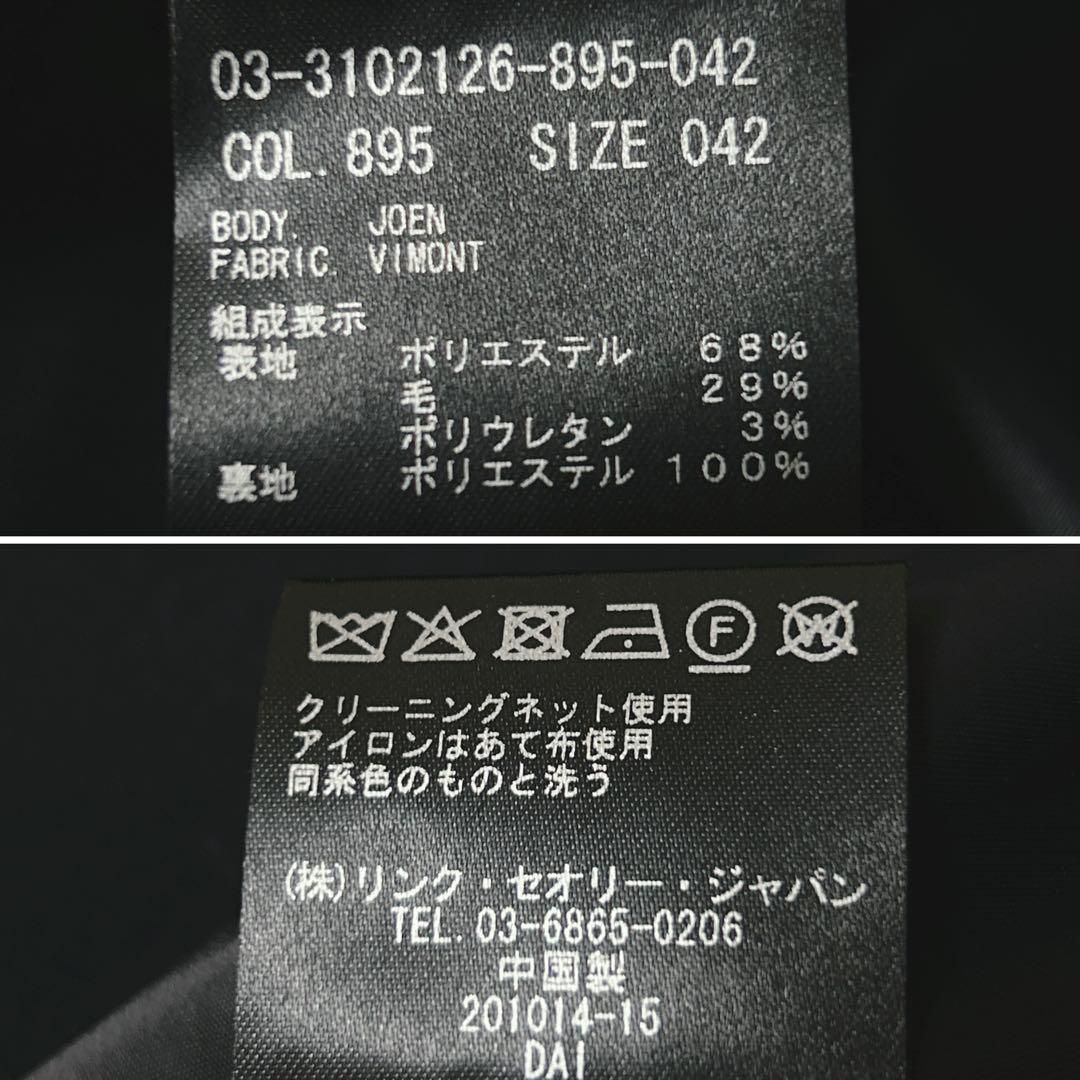 03-3102126-895-042
COL. 895 SIZE 042
BODY. JOEN
FABRIC. VIMONT
組成表示
表地 ポリエステル 68%
毛 29%
ポリウレタン 3%
裏地 ポリエステル 100%
F W
クリーニングネット使用
アイロンはあて布使用
同系色のものと洗う
(株)リンク・セオリー・ジャパン
TEL. 03-6865-0206
中国製
201014-15
DAI